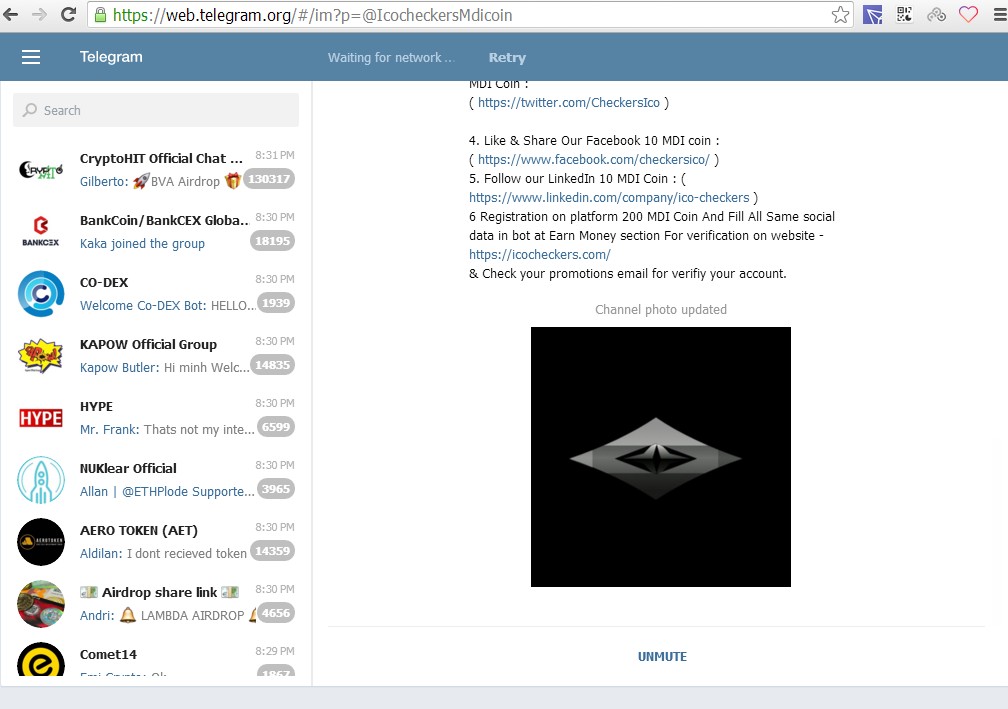 https://web.telegram.org/#/im?p=@IcocheckersMdicoin
Telegram
Waiting for network ...
Retry
Search
CryptoHIT Official Chat ...
8:31 PM
Gilberto: 🚀BVA Airdrop 🎁
130317
BANKCEX
BankCoin/BankCEX Globa...
8:30 PM
Kaka joined the group
18195
CO-DEX
8:30 PM
Welcome Co-DEX Bot: HELLO...
1939
KAPOW Official Group
8:30 PM
Kapow Butler: Hi minh Welc...
14835
HYPE
HYPE
8:30 PM
Mr. Frank: Thats not my inte...
6599
NUKlear Official
8:30 PM
Allan | @ETHPlode Supporte...
3965
AERO TOKEN (AET)
8:30 PM
Aldilan: I dont recieved token
14359
💵 Airdrop share link 💵
8:30 PM
Andri: 🔔 LAMBDA AIRDROP 🔔
4656
Comet14
8:29 PM
1867
MDI Coin :
( https://twitter.com/CheckersIco )
4. Like & Share Our Facebook 10 MDI coin :
( https://www.facebook.com/checkersico/ )
5. Follow our LinkedIn 10 MDI Coin : (
https://www.linkedin.com/company/ico-checkers )
6 Registration on platform 200 MDI Coin And Fill All Same social
data in bot at Earn Money section For verification on website -
https://icocheckers.com/
& Check your promotions email for verifiy your account.
Channel photo updated
UNMUTE